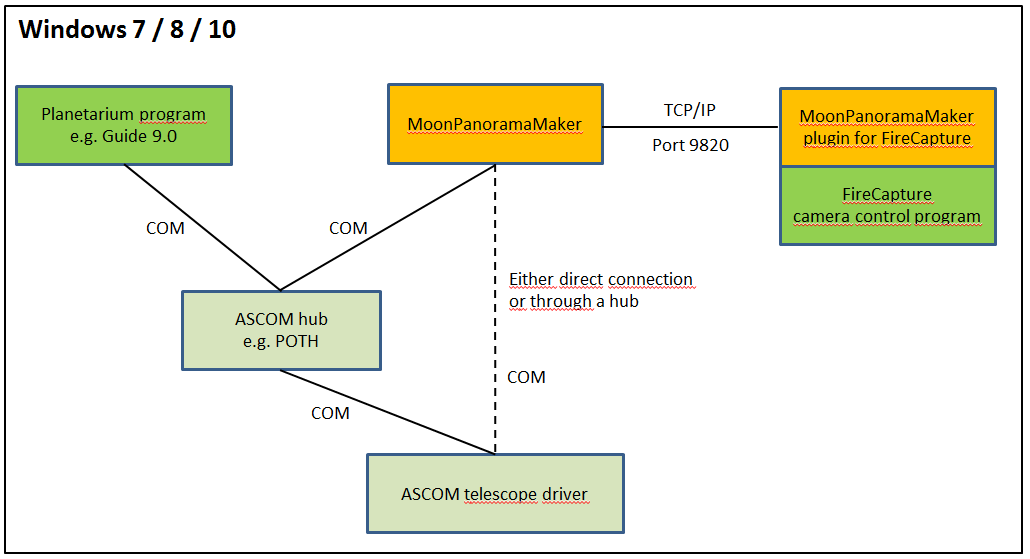 Windows 7 / 8 / 10
Planetarium program
e.g. Guide 9.0
MoonPanoramaMaker
TCP/IP
Port 9820
MoonPanoramaMaker
plugin for FireCapture
FireCapture
camera control program
COM
COM
Either direct connection
or through a hub
ASCOM hub
e.g. POTH
COM
COM
ASCOM telescope driver